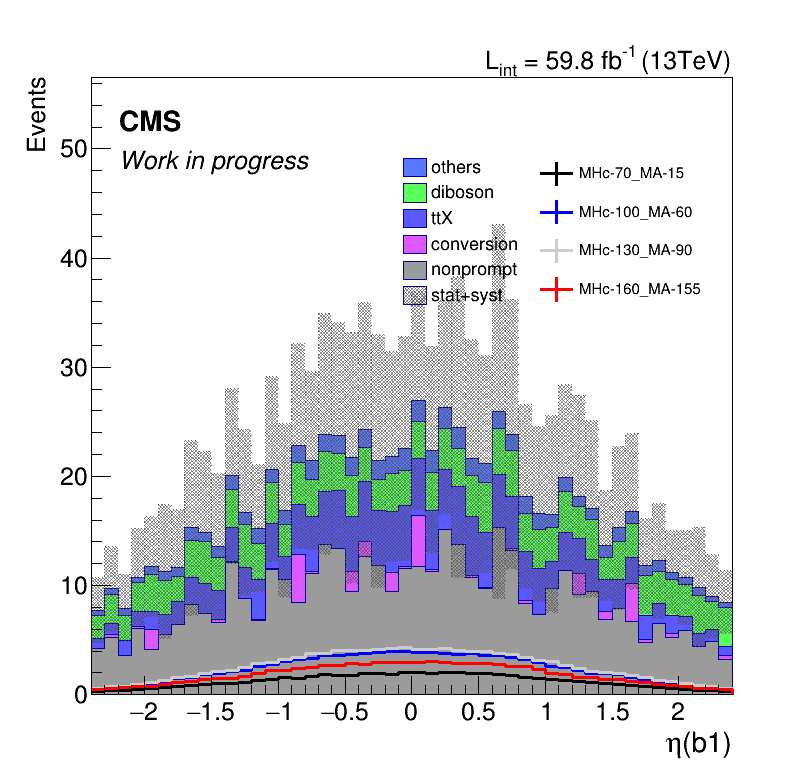 L_int = 59.8 fb^-1 (13TeV)
Events
CMS
Work in progress
others
diboson
ttX
conversion
nonprompt
stat+syst
MHc-70_MA-15
MHc-100_MA-60
MHc-130_MA-90
MHc-160_MA-155
50
40
30
20
10
0
−2 −1.5 −1 −0.5 0 0.5 1 1.5 2
η(b1)